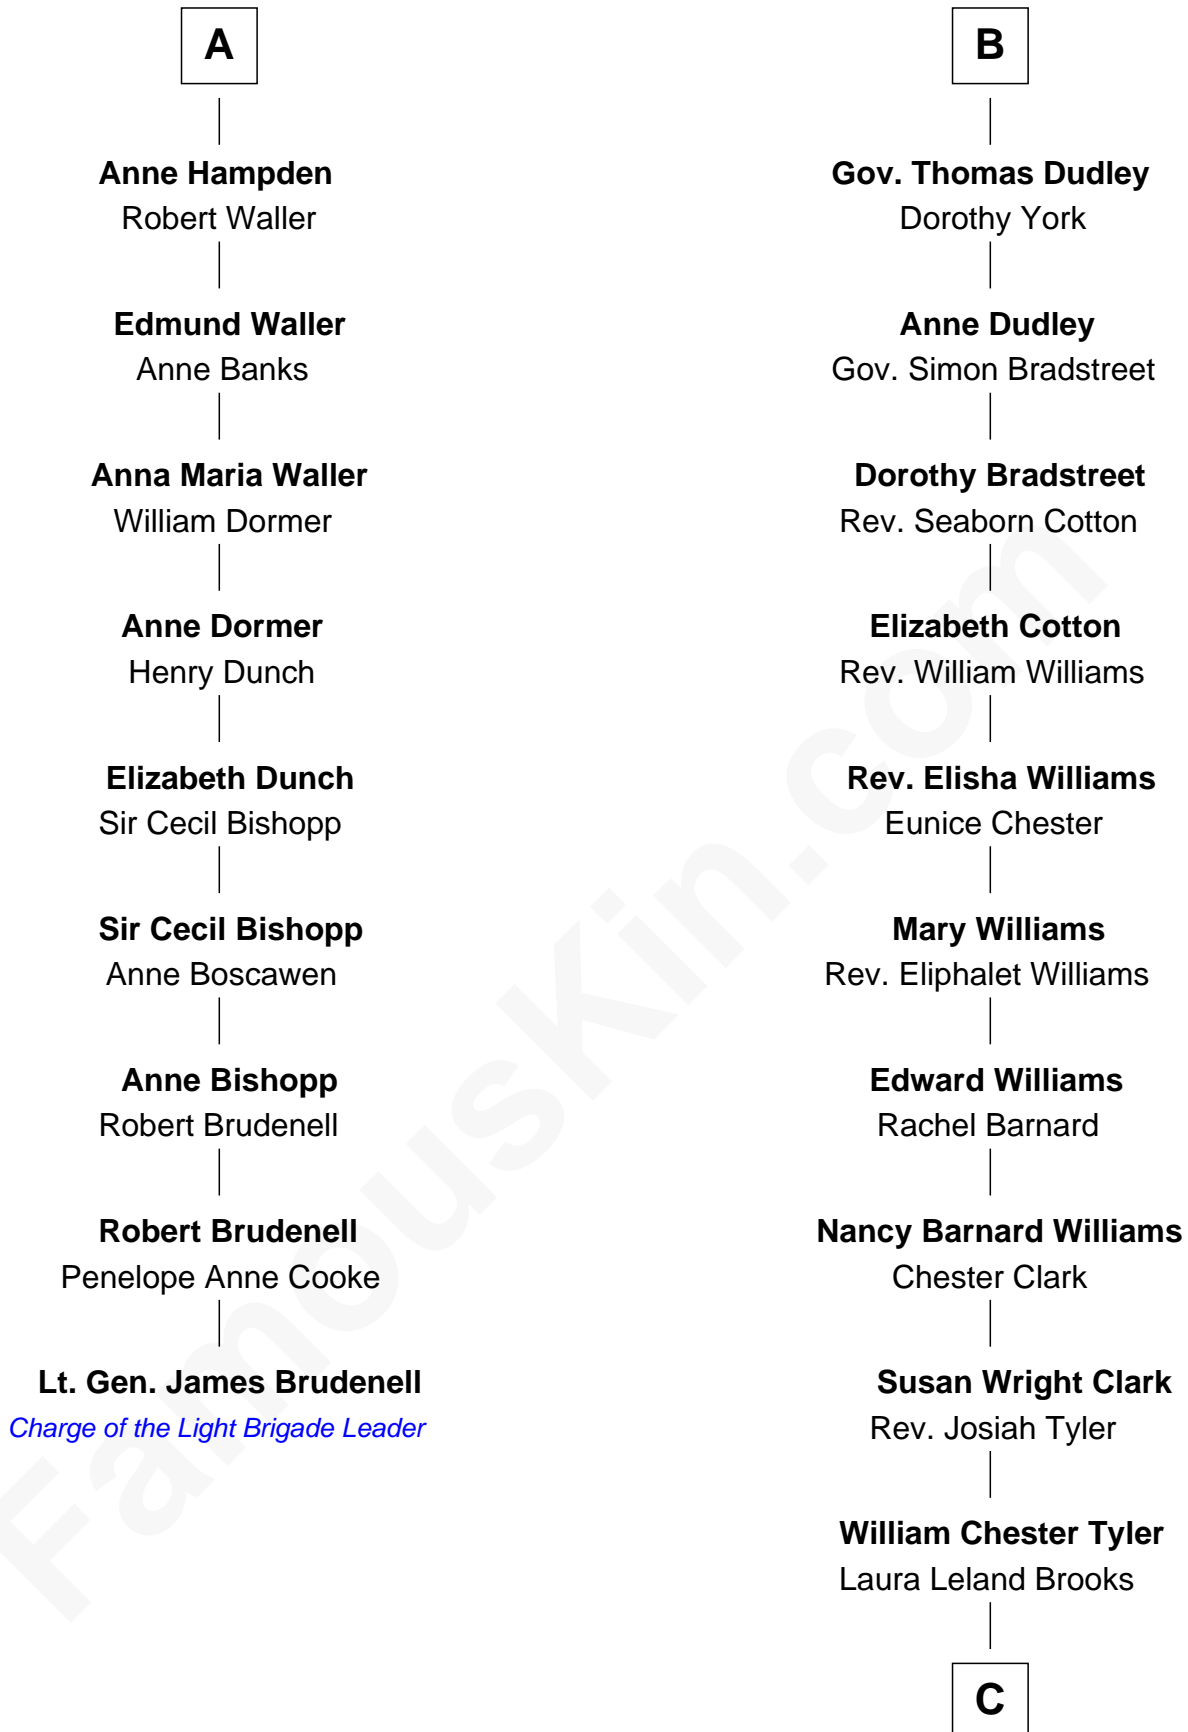 A
Anne Hampden
Robert Waller
Edmund Waller
Anne Banks
Anna Maria Waller
William Dormer
Anne Dormer
Henry Dunch
Elizabeth Dunch
Sir Cecil Bishopp
Sir Cecil Bishopp
Anne Boscawen
Anne Bishopp
Robert Brudenell
Robert Brudenell
Penelope Anne Cooke
Lt. Gen. James Brudenell
Charge of the Light Brigade Leader
B
Gov. Thomas Dudley
Dorothy York
Anne Dudley
Gov. Simon Bradstreet
Dorothy Bradstreet
Rev. Seaborn Cotton
Elizabeth Cotton
Rev. William Williams
Rev. Elisha Williams
Eunice Chester
Mary Williams
Rev. Eliphalet Williams
Edward Williams
Rachel Barnard
Nancy Barnard Williams
Chester Clark
Susan Wright Clark
Rev. Josiah Tyler
William Chester Tyler
Laura Leland Brooks
C
FamousKin.com